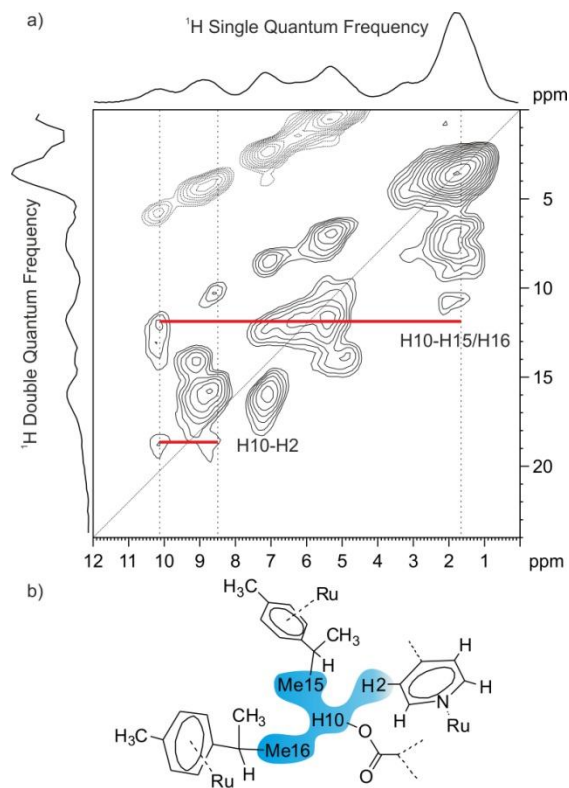 a)
¹H Single Quantum Frequency
ppm
¹H Double Quantum Frequency
5
10
H10-H15/H16
15
H10-H2
20
12 11 10 9 8 7 6 5 4 3 2 1 ppm
b)
Ru
H₃C
CH₃
H
H
Me15
H2
H
H10
H
N
CH₃
O
Ru
H₃C
Me16
O
H
Ru